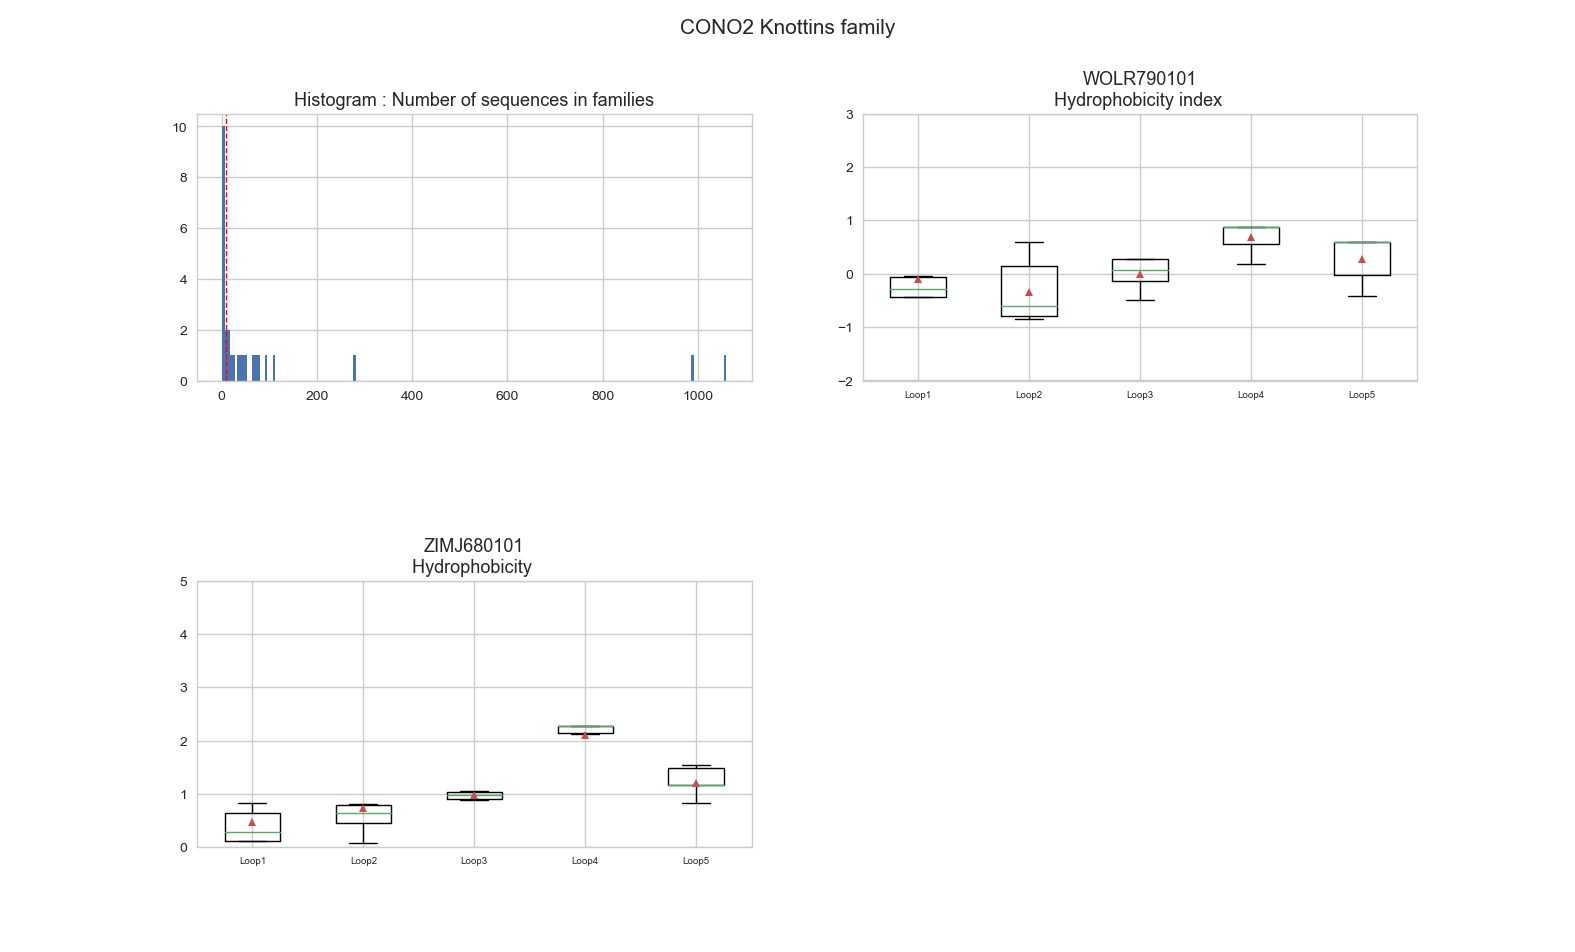 CONO2 Knottins family
Histogram : Number of sequences in families
10
8
6
4
2
0
0 200 400 600 800 1000
WOLR790101
Hydrophobicity index
3
2
1
0
−1
−2
Loop1 Loop2 Loop3 Loop4 Loop5
ZIMJ680101
Hydrophobicity
5
4
3
2
1
0
Loop1 Loop2 Loop3 Loop4 Loop5